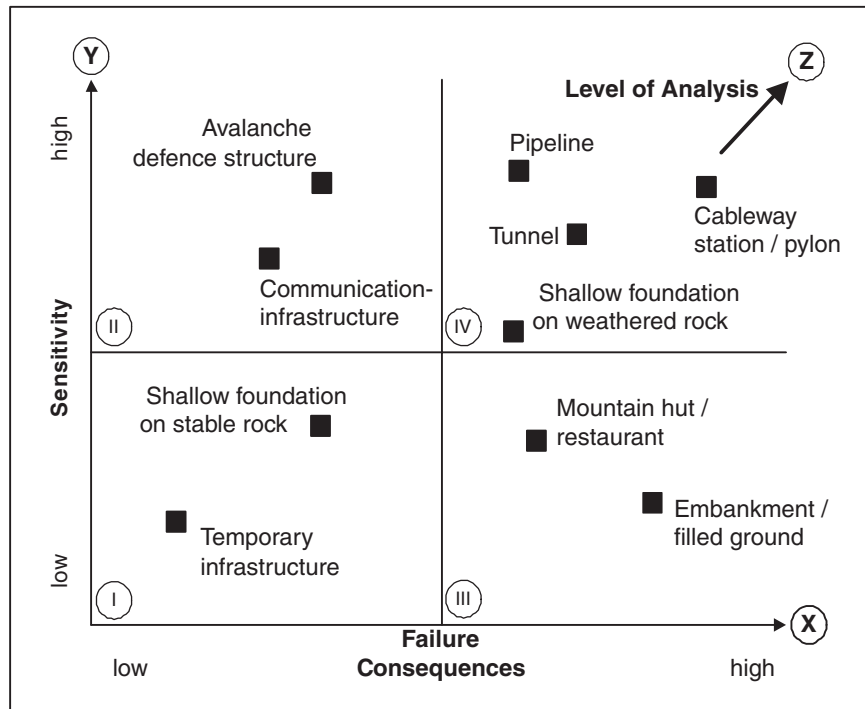 Y
Z
Level of Analysis
high
Avalanche
defence structure
Pipeline
Cableway
station / pylon
Tunnel
Communication-
infrastructure
Shallow foundation
on weathered rock
II
IV
Sensitivity
Shallow foundation
on stable rock
Mountain hut /
restaurant
Temporary
infrastructure
Embankment /
filled ground
low
I
III
X
Failure
Consequences
low
high